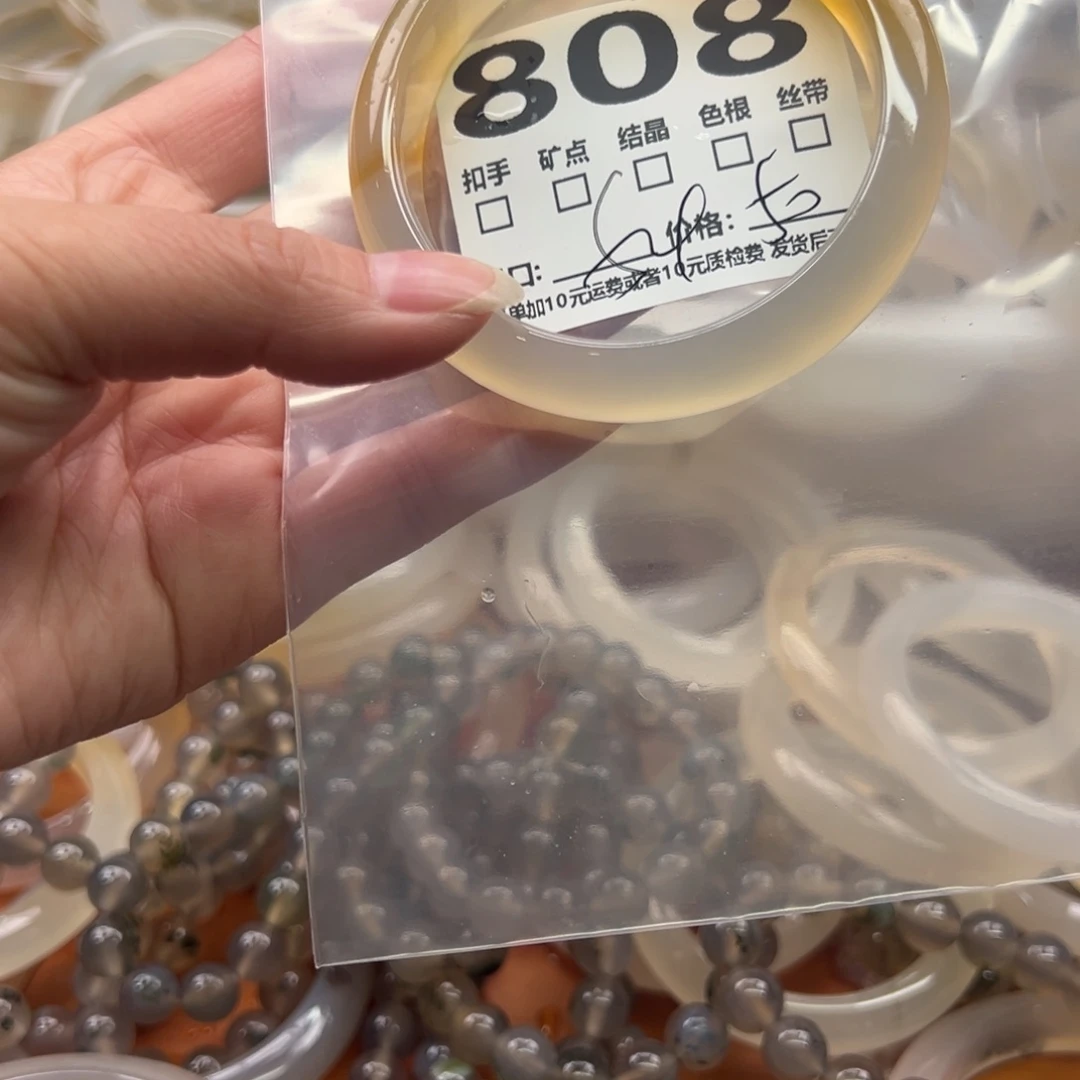 808
扣手 矿点 结晶 色根 丝带
口: 价格:
单加10元运费或者10元质检费 发货后